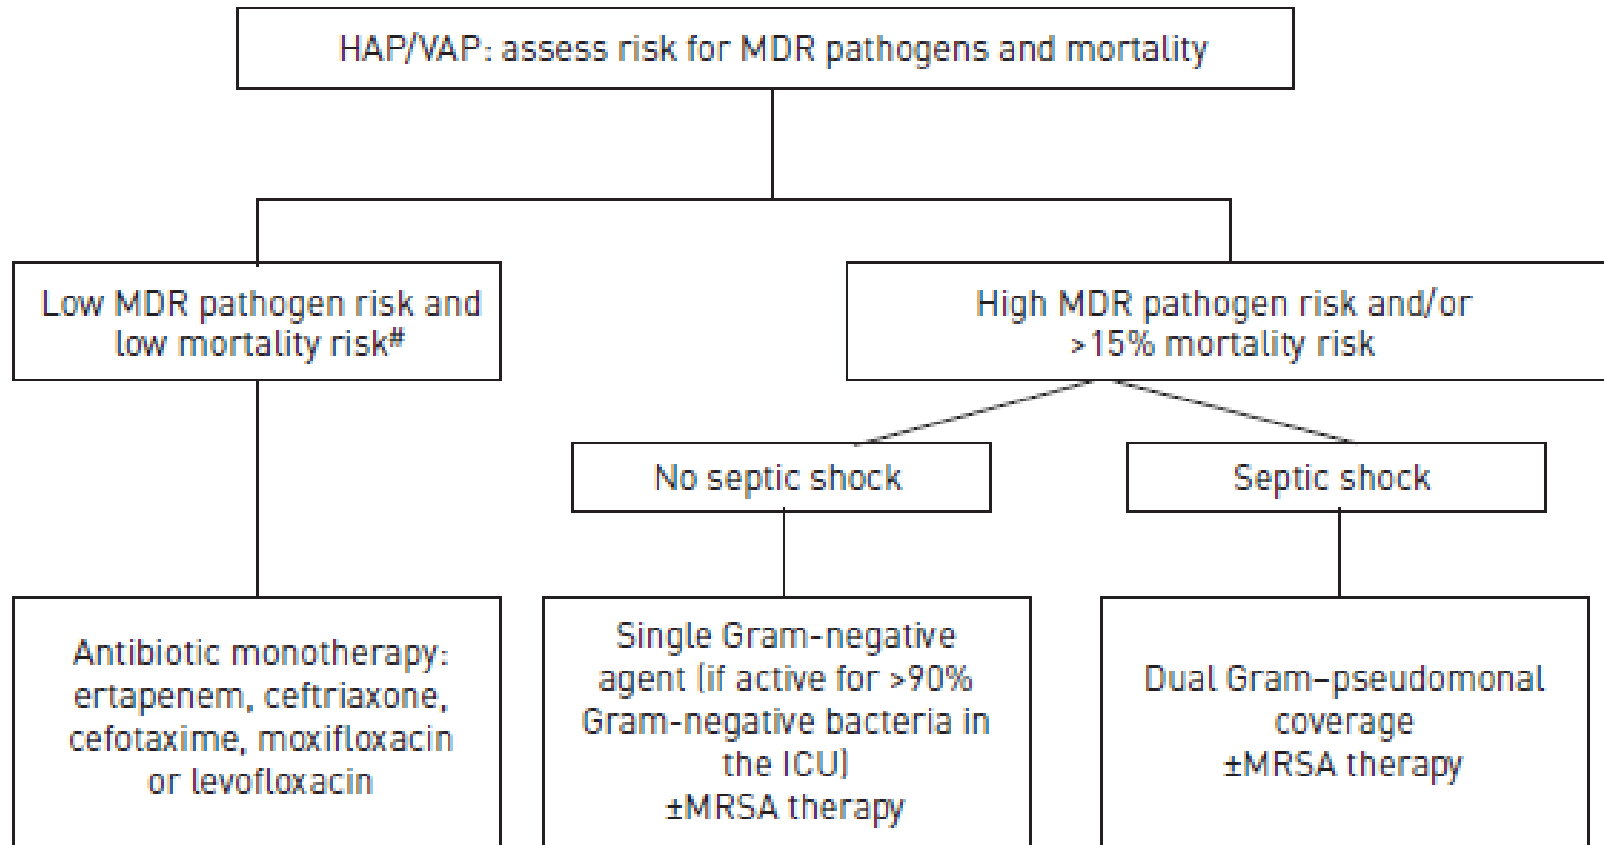 HAP/VAP: assess risk for MDR pathogens and mortality
Low MDR pathogen risk and
low mortality risk#
High MDR pathogen risk and/or
>15% mortality risk
No septic shock
Septic shock
Antibiotic monotherapy:
ertapenem, ceftriaxone,
cefotaxime, moxifloxacin
or levofloxacin
Single Gram-negative
agent (if active for >90%
Gram-negative bacteria in
the ICU)
±MRSA therapy
Dual Gram–pseudomonal
coverage
±MRSA therapy